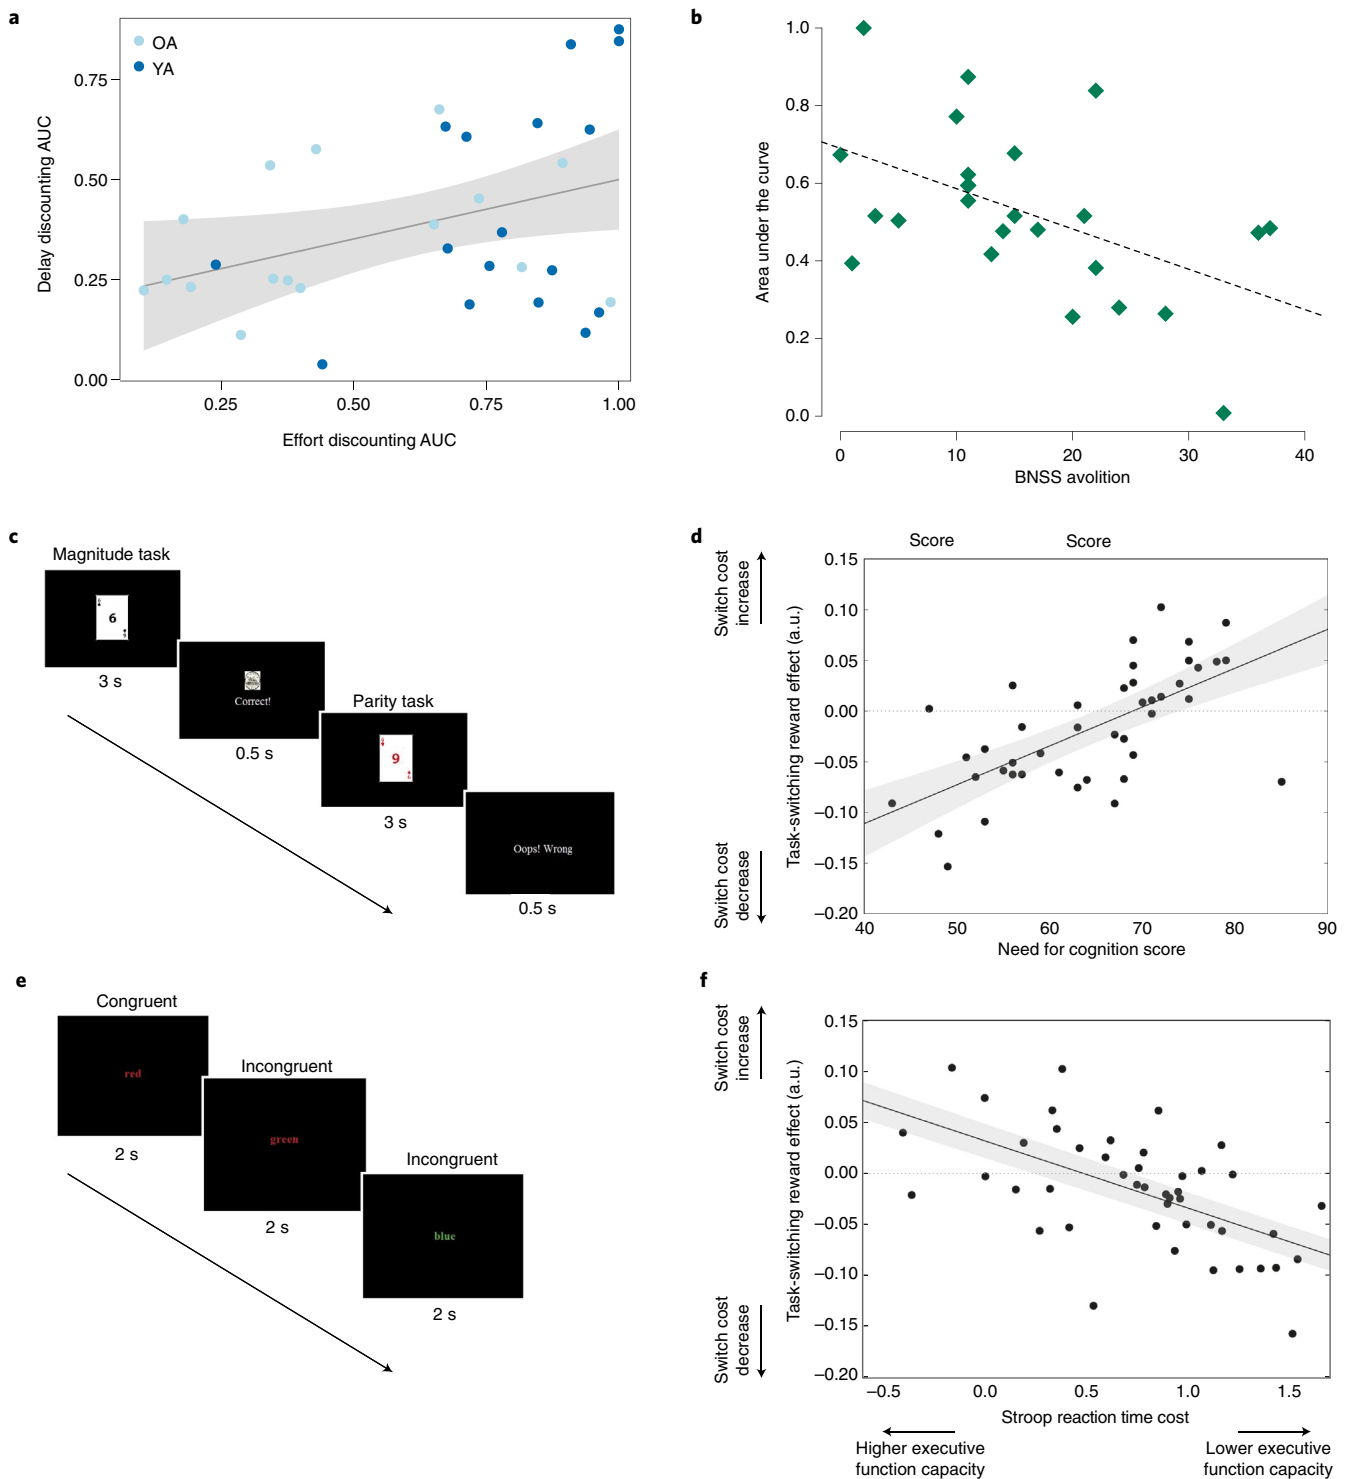 a
OA
YA
Delay discounting AUC
0.75
0.50
0.25
0.00
0.25
0.50
0.75
1.00
Effort discounting AUC
b
Area under the curve
1.0
0.8
0.6
0.4
0.2
0.0
0
10
20
30
40
BNSS avolition
c
Magnitude task
6
3 s
Correct!
0.5 s
Parity task
9
3 s
Oops! Wrong
0.5 s
d
Score
Score
Switch cost
increase
Switch cost
decrease
Task-switching reward effect (a.u.)
0.15
0.10
0.05
0.00
–0.05
–0.10
–0.15
–0.20
40
50
60
70
80
90
Need for cognition score
e
Congruent
red
2 s
Incongruent
green
2 s
Incongruent
blue
2 s
f
Switch cost
increase
Switch cost
decrease
Task-switching reward effect (a.u.)
0.15
0.10
0.05
0.00
–0.05
–0.10
–0.15
–0.20
–0.5
0.0
0.5
1.0
1.5
Stroop reaction time cost
Higher executive
function capacity
Lower executive
function capacity